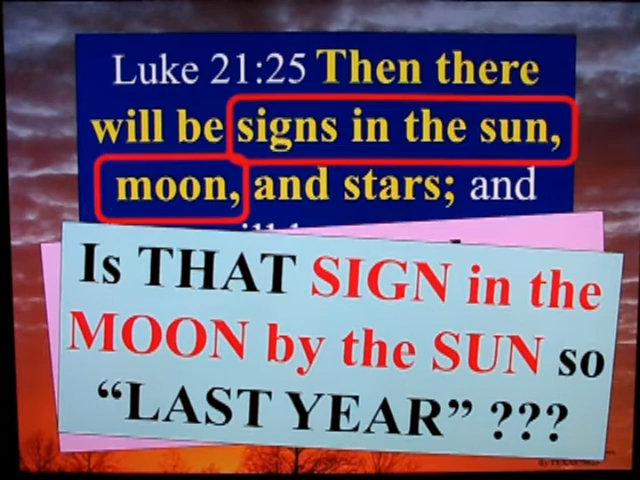 Luke 21:25 Then there
will be signs in the sun,
moon, and stars; and
Is THAT SIGN in the
MOON by the SUN so
“LAST YEAR” ???